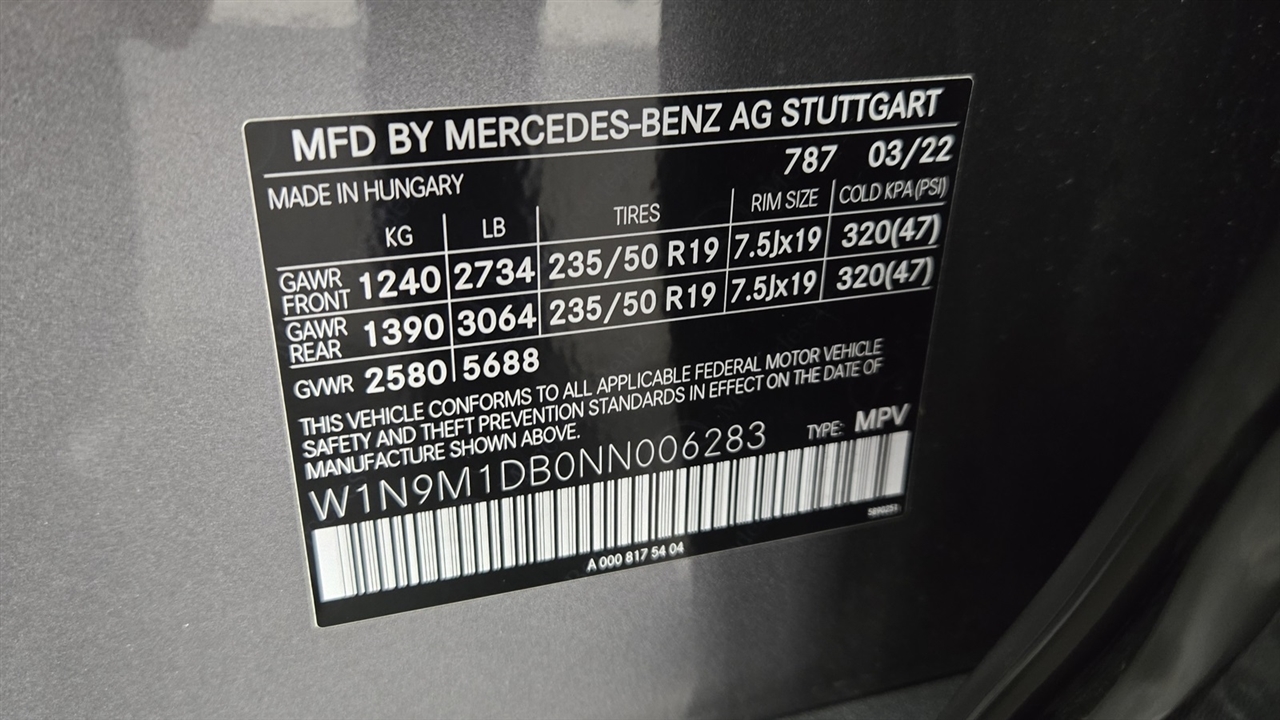 MFD BY MERCEDES-BENZ AG STUTTGART
787 03/22
MADE IN HUNGARY
KG LB TIRES RIM SIZE COLD KPA (PSI)
GAWR FRONT 1240 2734 235/50 R19 7.5Jx19 320(47)
GAWR REAR 1390 3064 235/50 R19 7.5Jx19 320(47)
GVWR 2580 5688
THIS VEHICLE CONFORMS TO ALL APPLICABLE FEDERAL MOTOR VEHICLE
SAFETY AND THEFT PREVENTION STANDARDS IN EFFECT ON THE DATE OF
MANUFACTURE SHOWN ABOVE.
W1N9M1DB0NN006283 TYPE: MPV
A 000 817 54 04